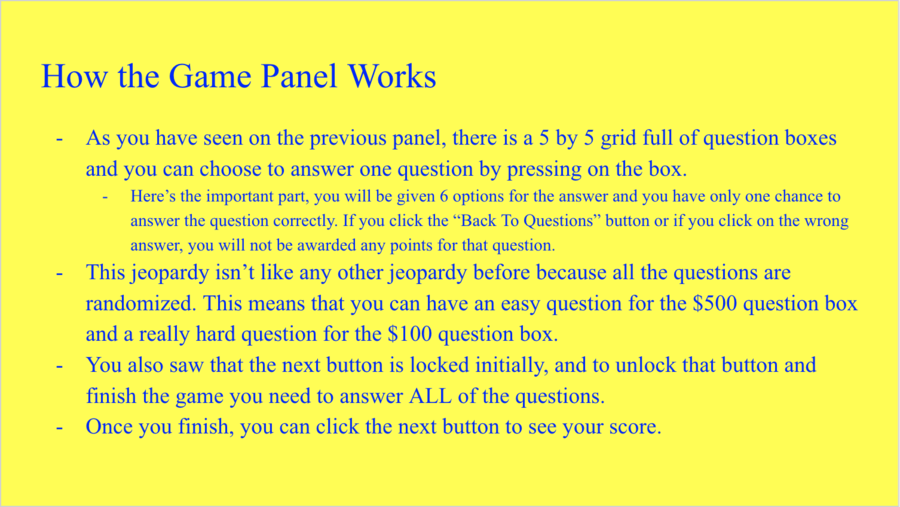 How the Game Panel Works
- As you have seen on the previous panel, there is a 5 by 5 grid full of question boxes
and you can choose to answer one question by pressing on the box.
- Here’s the important part, you will be given 6 options for the answer and you have only one chance to
answer the question correctly. If you click the “Back To Questions” button or if you click on the wrong
answer, you will not be awarded any points for that question.
- This jeopardy isn’t like any other jeopardy before because all the questions are
randomized. This means that you can have an easy question for the $500 question box
and a really hard question for the $100 question box.
- You also saw that the next button is locked initially, and to unlock that button and
finish the game you need to answer ALL of the questions.
- Once you finish, you can click the next button to see your score.